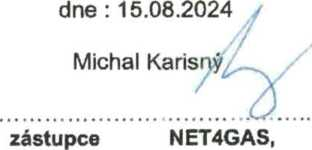 dne : 15.08.2024
Michal Karisný
zástupce NET4GAS,